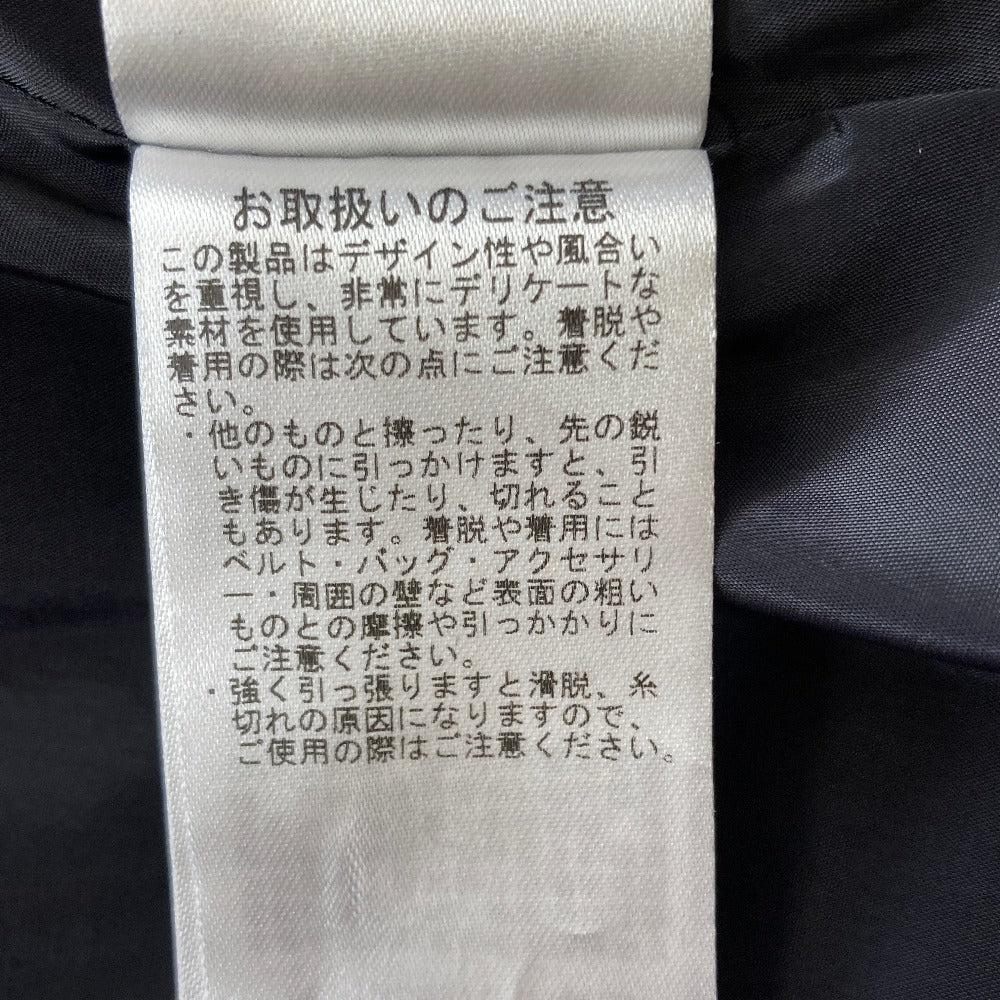 お取扱いのご注意
この製品はデザイン性や風合い
を重視し、非常にデリケートな
素材を使用しています。着脱や
着用の際は次の点にご注意くだ
さい。
・他のものと擦ったり、先の鋭
いものに引っかけますと、引
き傷が生じたり、切れること
もあります。着脱や着用には
ベルト・バッグ・アクセサリ
ー・周囲の壁など表面の粗い
ものとの摩擦や引っかかりに
ご注意ください。
・強く引っ張りますと滑脱、糸
切れの原因になりますので、
ご使用の際はご注意ください。